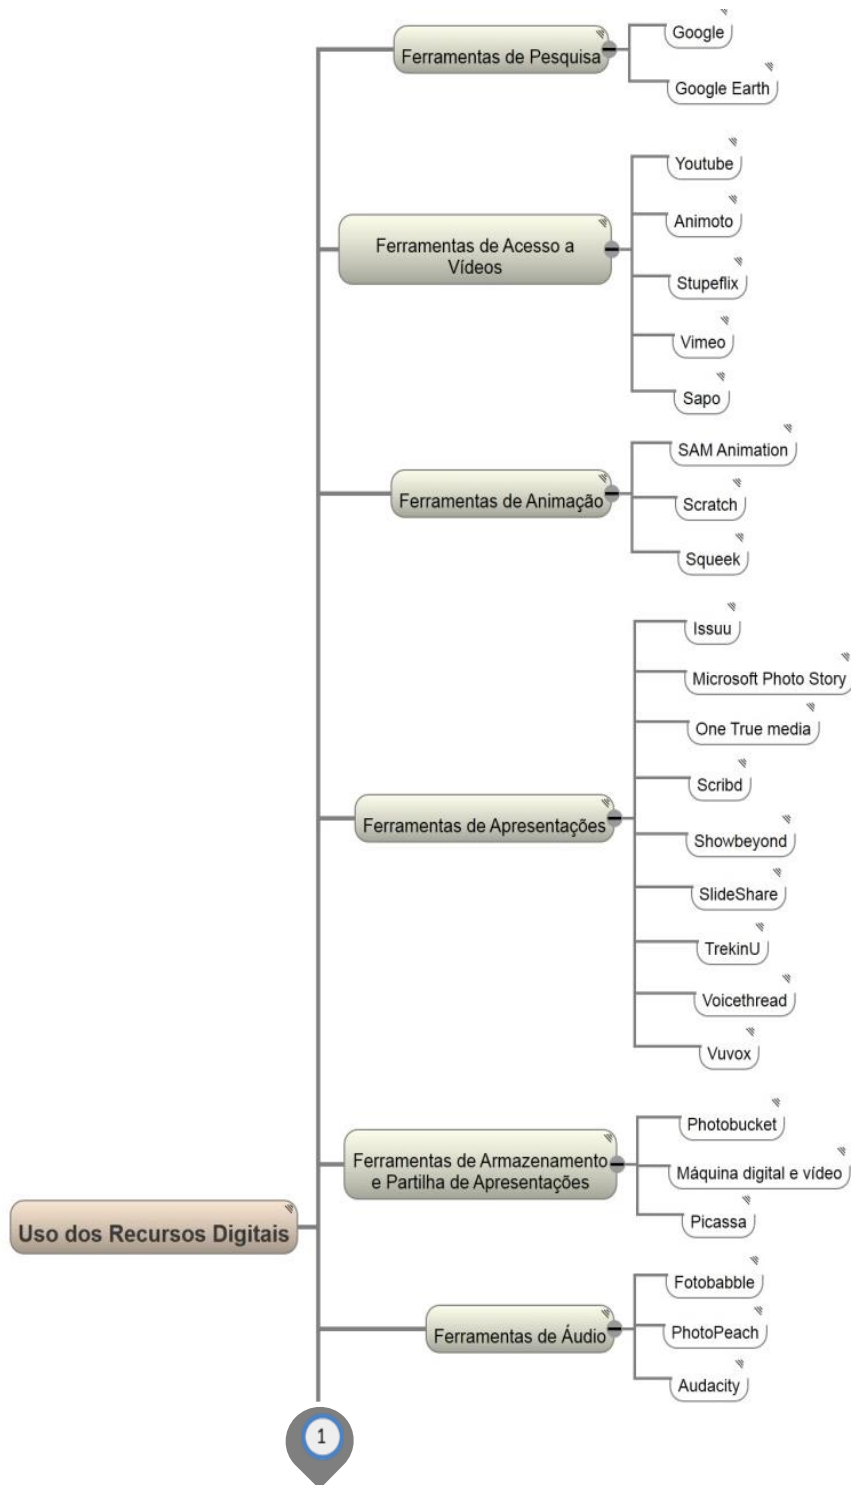 Ferramentas de Pesquisa
Google
Google Earth
Ferramentas de Acesso a
Vídeos
Youtube
Animoto
Stupeflix
Vimeo
Sapo
Ferramentas de Animação
SAM Animation
Scratch
Squeek
Ferramentas de Apresentações
Issuu
Microsoft Photo Story
One True media
Scribd
Showbeyond
SlideShare
TrekinU
Voicethread
Vuvox
Ferramentas de Armazenamento
e Partilha de Apresentações
Photobucket
Máquina digital e vídeo
Picassa
Uso dos Recursos Digitais
Ferramentas de Áudio
Fotobabble
PhotoPeach
Audacity
1